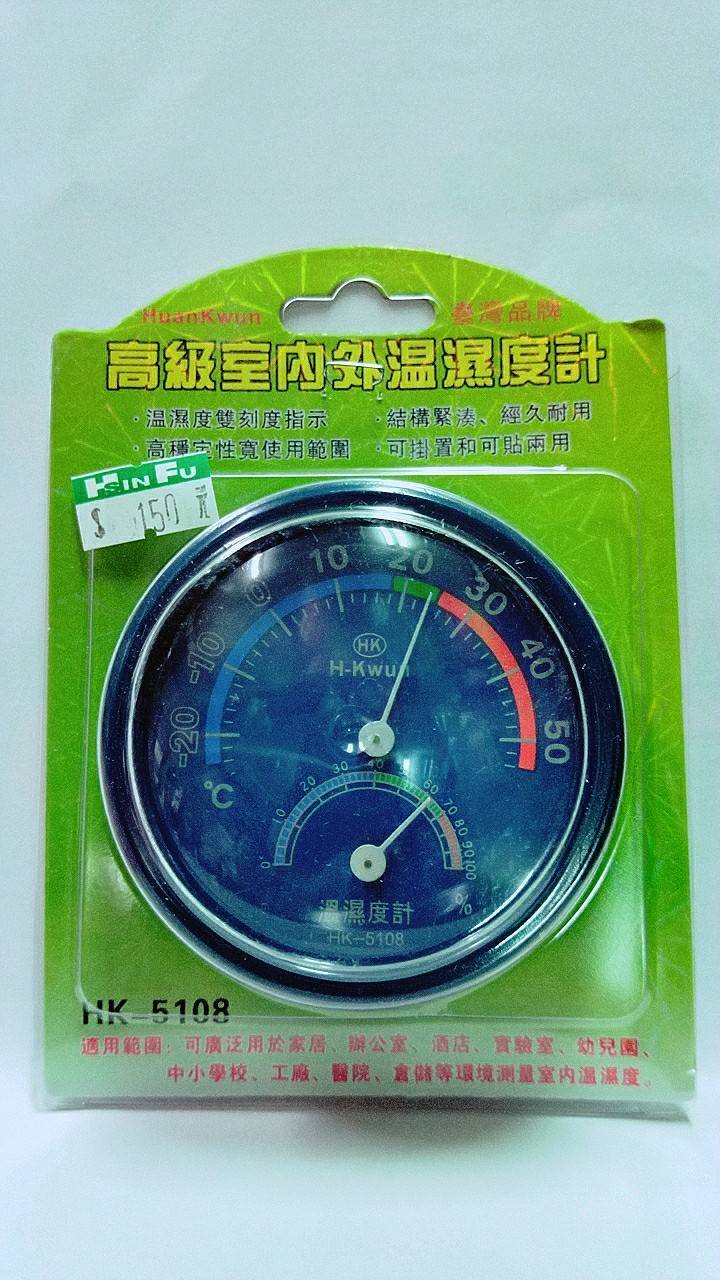 HuanKwun 臺灣品牌
高級室內外温濕度計
·温濕度雙刻度指示 ·結構緊湊、經久耐用
·高穩定性寬使用範圍 ·可掛置和可貼兩用
HSIN FU
$ 150
-20 -10 0 10 20 30 40 50
HK
H-Kwun
°C
0 10 20 30 40 60 70 80 90 100
%
溫濕度計
HK-5108
HK-5108
適用範圍：可廣泛用於家居、辦公室、酒店、實驗室、幼兒園、
中小學校、工廠、醫院、倉儲等環境測量室内溫濕度。